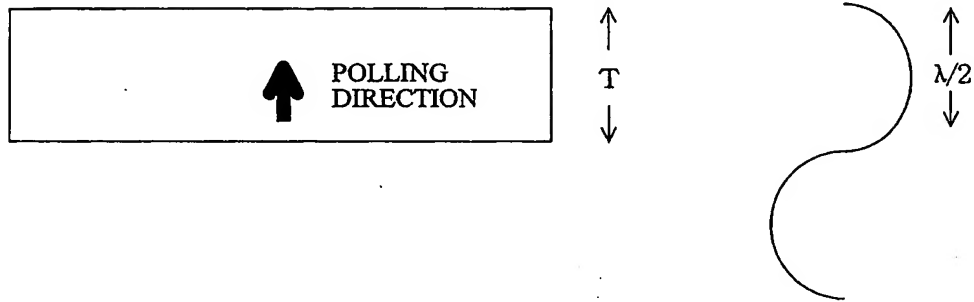 POLLING
DIRECTION
T
λ/2